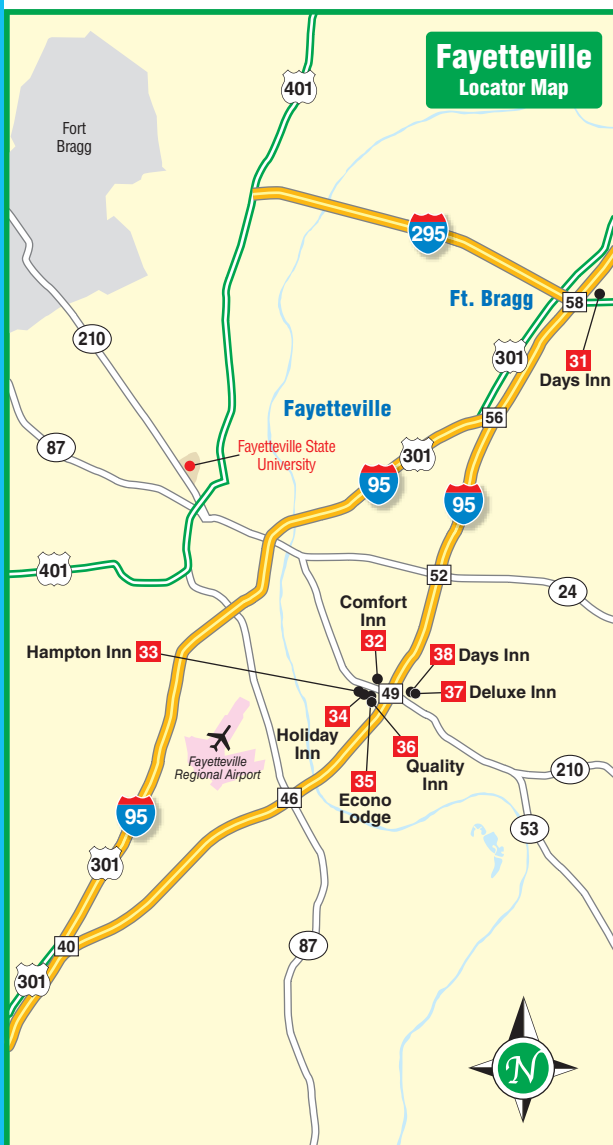 Fayetteville
Locator Map
401
Fort
Bragg
295
Ft. Bragg
58
31
Days Inn
301
210
Fayetteville
56
87
Fayetteville State
University
301
95
95
401
52
24
Comfort
Inn
32
Hampton Inn 33
38 Days Inn
49
37 Deluxe Inn
34
Holiday
Inn
36
Quality
Inn
Fayetteville
Regional Airport
35
Econo
Lodge
210
46
95
53
301
40
87
301
N